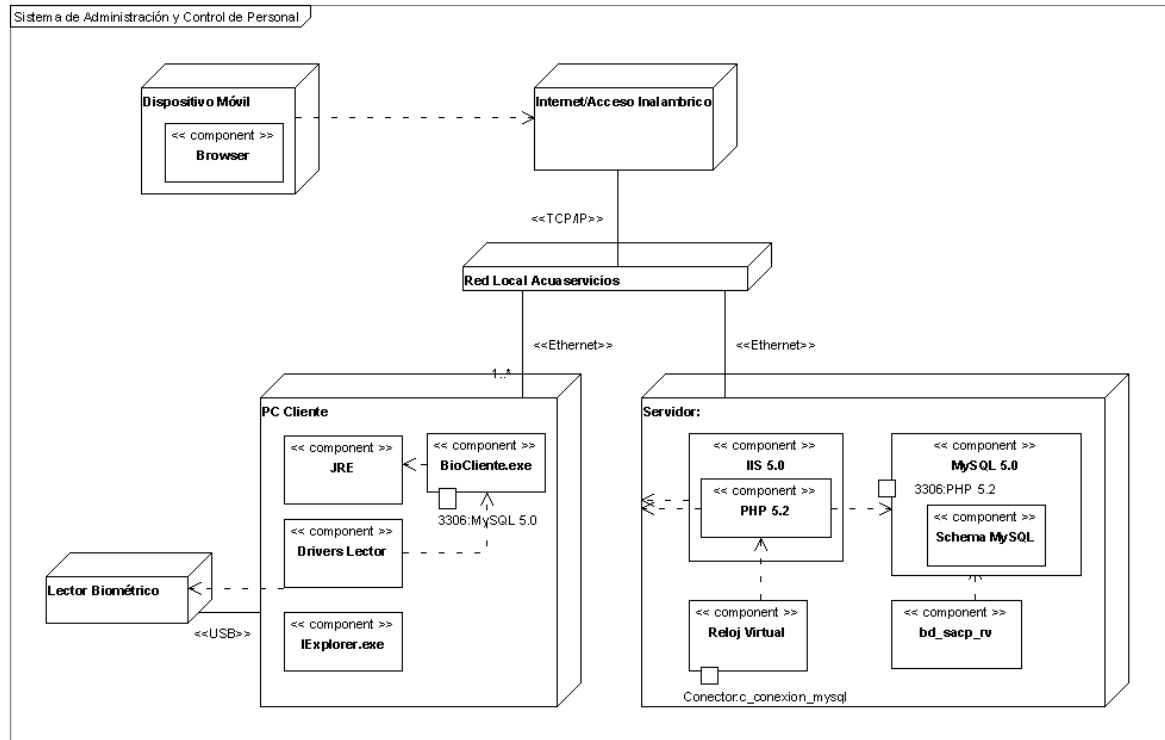 Sistema de Administración y Control de Personal
Dispositivo Móvil
<< component >>
Browser
Internet/Acceso Inalambrico
<<TCP/IP>>
Red Local Acuaservicios
<<Ethernet>>
<<Ethernet>>
1..*
PC Cliente
<< component >>
JRE
<< component >>
BioCliente.exe
3306:MySQL 5.0
<< component >>
Drivers Lector
<< component >>
IExplorer.exe
Lector Biométrico
<<USB>>
Servidor:
<< component >>
IIS 5.0
<< component >>
PHP 5.2
<< component >>
MySQL 5.0
3306:PHP 5.2
<< component >>
Schema MySQL
<< component >>
Reloj Virtual
Conector.c_conexion_mysql
<< component >>
bd_sacp_rv